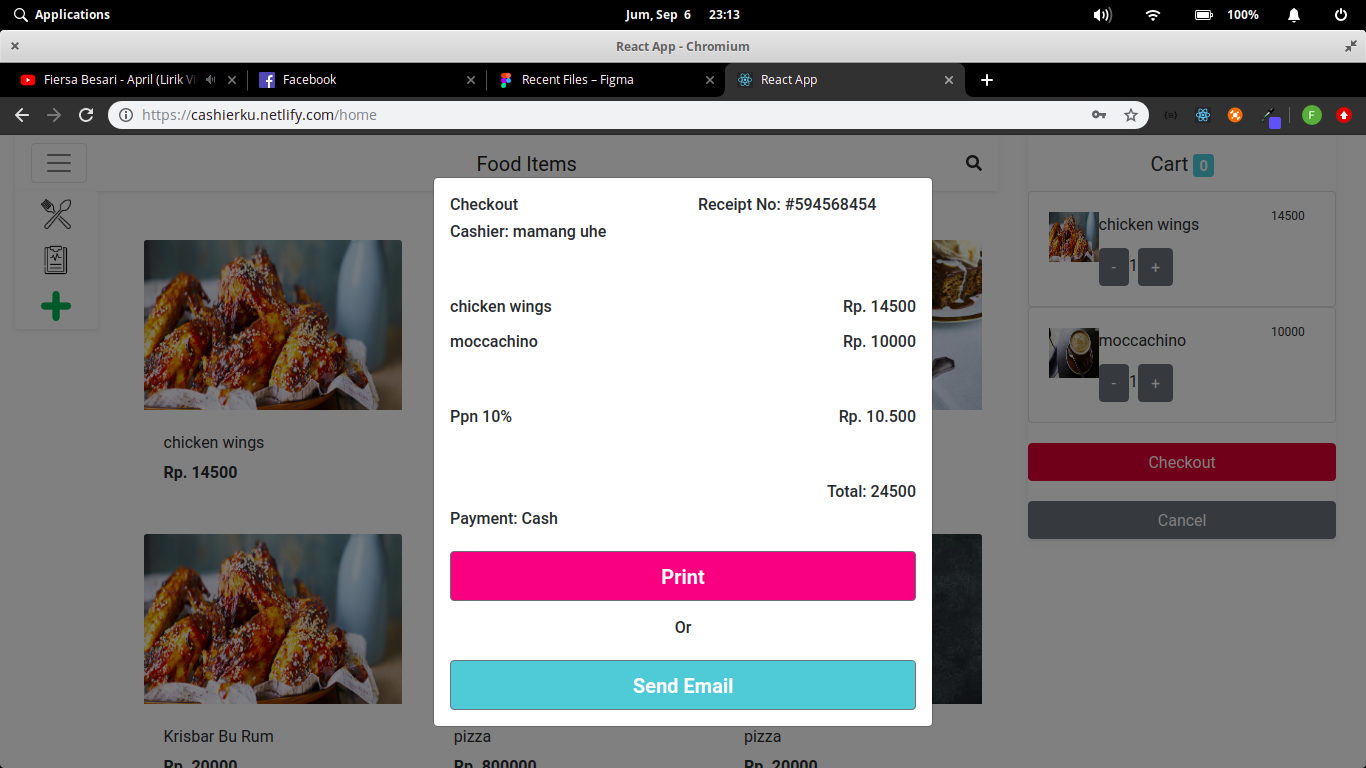 Applications
Jum, Sep 6 23:13
100%
React App - Chromium
Fiersa Besari - April (Lirik Vi
Facebook
Recent Files – Figma
React App
https://cashierku.netlify.com/home
F
Food Items
Cart 0
Checkout
Receipt No: #594568454
Cashier: mamang uhe
chicken wings Rp. 14500
moccachino Rp. 10000
Ppn 10% Rp. 10.500
Total: 24500
Payment: Cash
Print
Or
Send Email
chicken wings
Rp. 14500
Krisbar Bu Rum
Rp. 20000
pizza
Rp. 800000
pizza
Rp. 20000
chicken wings 14500
- 1 +
moccachino 10000
- 1 +
Checkout
Cancel